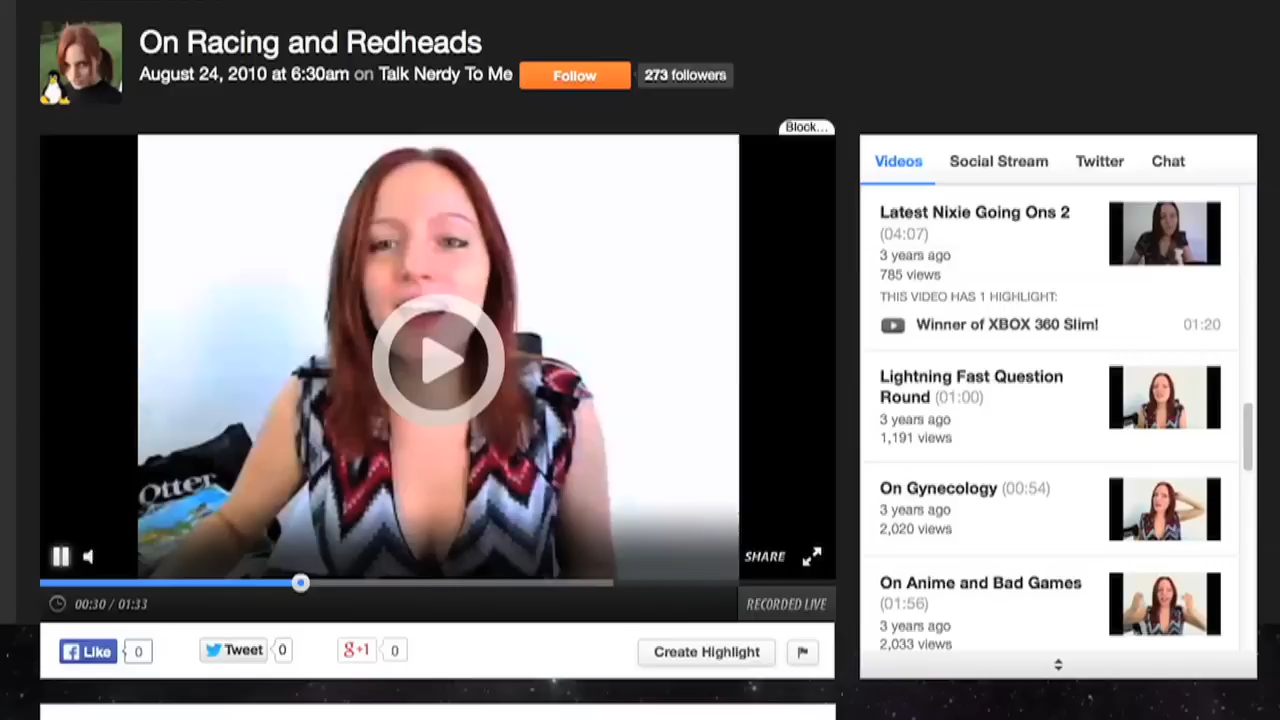 On Racing and Redheads
August 24, 2010 at 6:30am on Talk Nerdy To Me
Follow
273 followers
Block...
Otter
SHARE
00:30 / 01:33
RECORDED LIVE
Like
0
Tweet
0
g+1
0
Create Highlight
Videos
Social Stream
Twitter
Chat
Latest Nixie Going Ons 2
(04:07)
3 years ago
785 views
THIS VIDEO HAS 1 HIGHLIGHT:
Winner of XBOX 360 Slim!
01:20
Lightning Fast Question
Round (01:00)
3 years ago
1,191 views
On Gynecology (00:54)
3 years ago
2,020 views
On Anime and Bad Games
(01:56)
3 years ago
2,033 views